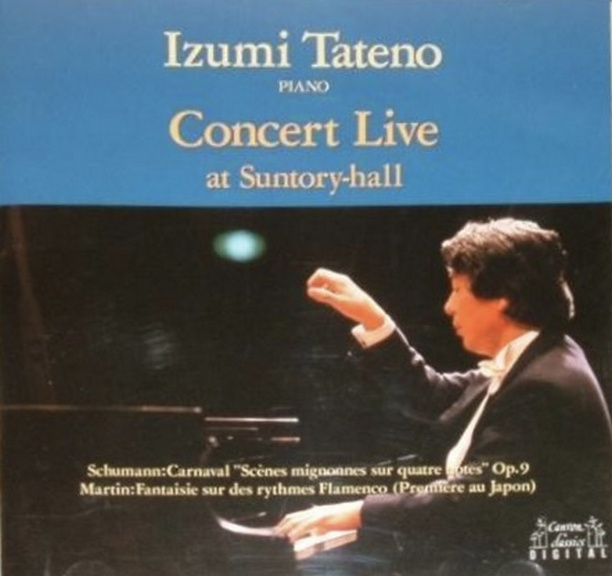 Izumi Tateno
PIANO
Concert Live
at Suntory-hall
Schumann:Carnaval "Scènes mignonnes sur quatre notes" Op.9
Martin:Fantaisie sur des rythmes Flamenco (Première au Japon)
Canyon
classics
DIGITAL